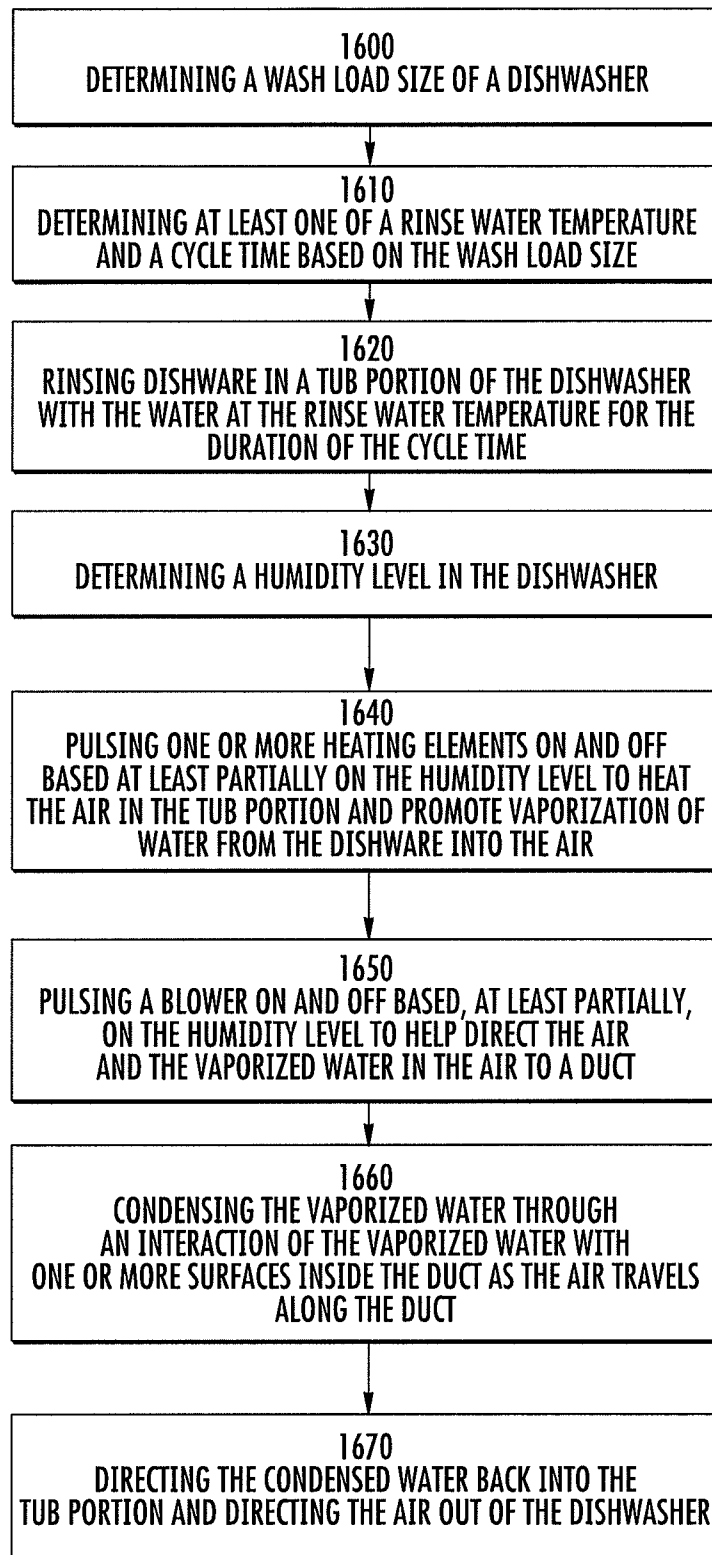 1600
DETERMINING A WASH LOAD SIZE OF A DISHWASHER
1610
DETERMINING AT LEAST ONE OF A RINSE WATER TEMPERATURE
AND A CYCLE TIME BASED ON THE WASH LOAD SIZE
1620
RINSING DISHWARE IN A TUB PORTION OF THE DISHWASHER
WITH THE WATER AT THE RINSE WATER TEMPERATURE FOR THE
DURATION OF THE CYCLE TIME
1630
DETERMINING A HUMIDITY LEVEL IN THE DISHWASHER
1640
PULSING ONE OR MORE HEATING ELEMENTS ON AND OFF
BASED AT LEAST PARTIALLY ON THE HUMIDITY LEVEL TO HEAT
THE AIR IN THE TUB PORTION AND PROMOTE VAPORIZATION OF
WATER FROM THE DISHWARE INTO THE AIR
1650
PULSING A BLOWER ON AND OFF BASED, AT LEAST PARTIALLY,
ON THE HUMIDITY LEVEL TO HELP DIRECT THE AIR
AND THE VAPORIZED WATER IN THE AIR TO A DUCT
1660
CONDENSING THE VAPORIZED WATER THROUGH
AN INTERACTION OF THE VAPORIZED WATER WITH
ONE OR MORE SURFACES INSIDE THE DUCT AS THE AIR TRAVELS
ALONG THE DUCT
1670
DIRECTING THE CONDENSED WATER BACK INTO THE
TUB PORTION AND DIRECTING THE AIR OUT OF THE DISHWASHER